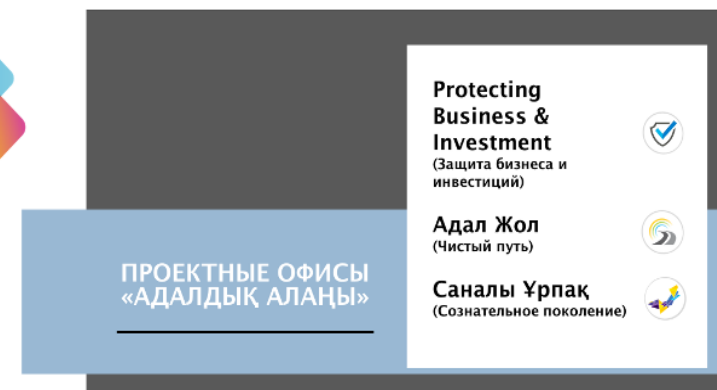 Protecting
Business &
Investment
(Защита бизнеса и
инвестиций)
Адал Жол
(Чистый путь)
ПРОЕКТНЫЕ ОФИСЫ
«АДАЛДЫҚ АЛАҢЫ»
Саналы Ұрпақ
(Сознательное поколение)